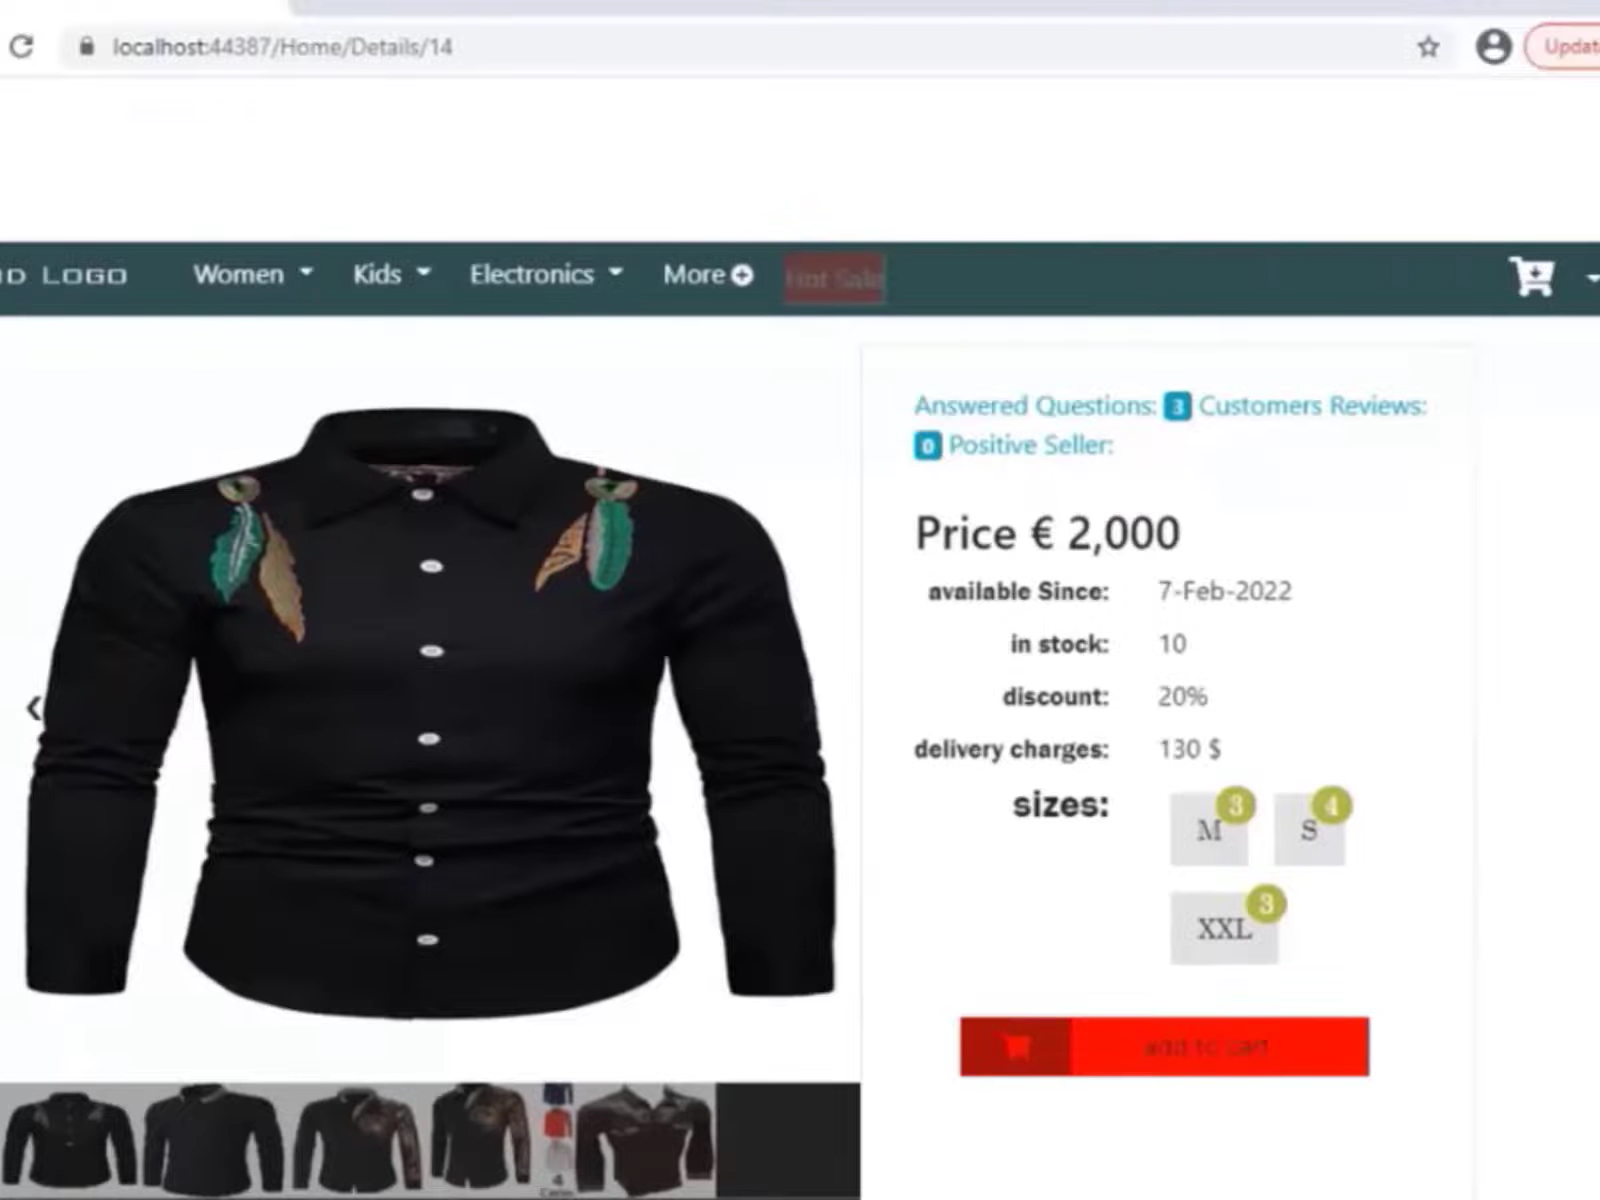 localhost:44387/Home/Details/14
Updat
D LOGO Women Kids Electronics More Hot Sale
Answered Questions: 3 Customers Reviews:
0 Positive Seller:
Price € 2,000
available Since: 7-Feb-2022
in stock: 10
discount: 20%
delivery charges: 130 $
sizes: M 3 S 4
XXL 3
add to cart
4